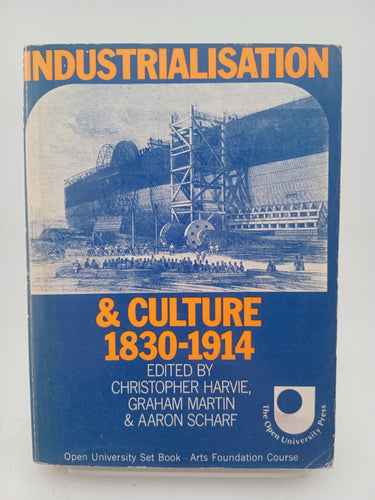 INDUSTRIALISATION
& CULTURE
1830-1914
EDITED BY
CHRISTOPHER HARVIE,
GRAHAM MARTIN
& AARON SCHARF
The Open University Press
Open University Set Book - Arts Foundation Course